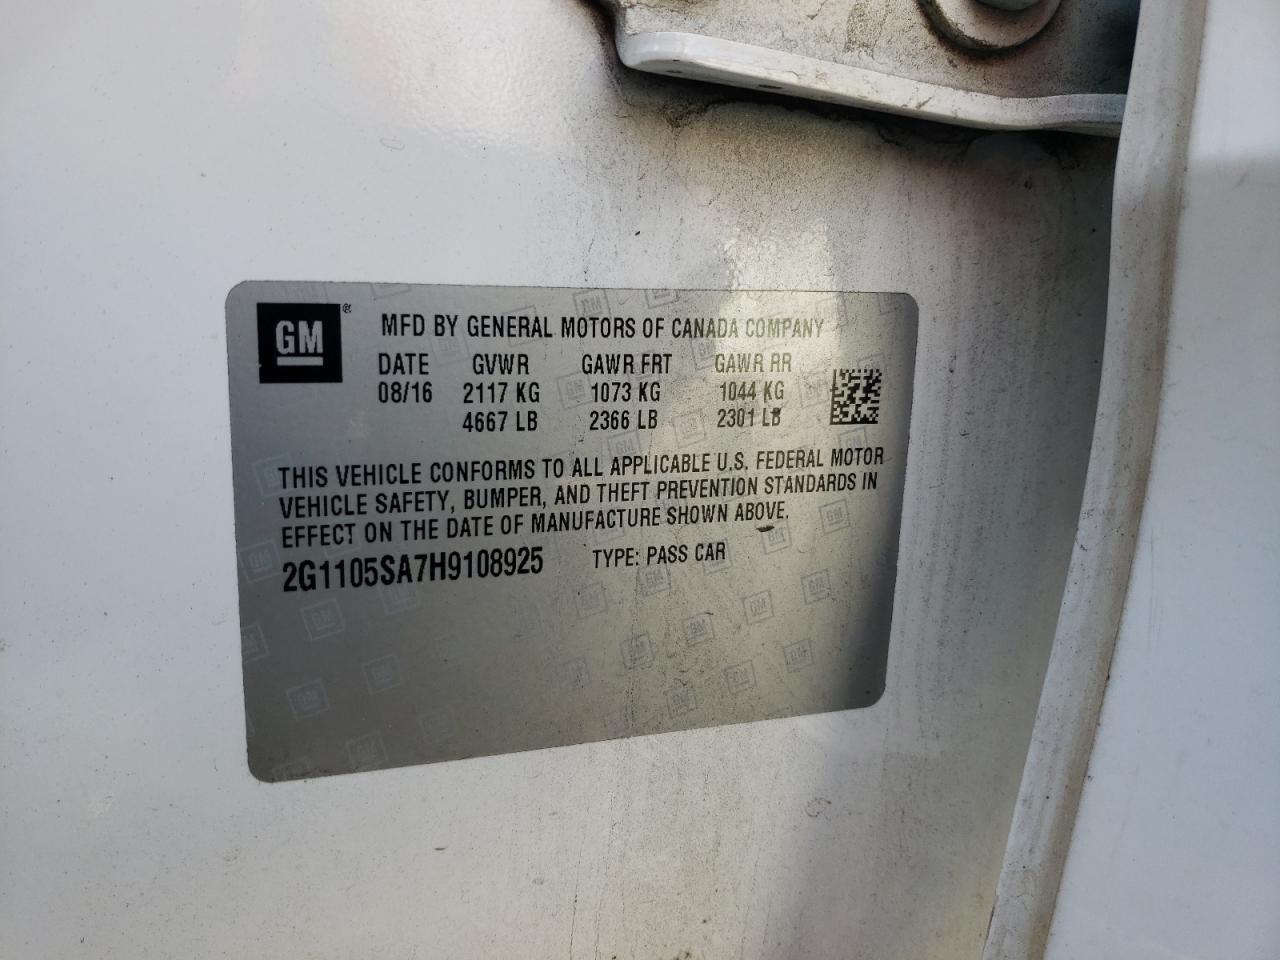 GM ®
MFD BY GENERAL MOTORS OF CANADA COMPANY
DATE GVWR GAWR FRT GAWR RR
08/16 2117 KG 1073 KG 1044 KG
4667 LB 2366 LB 2301 LB
THIS VEHICLE CONFORMS TO ALL APPLICABLE U.S. FEDERAL MOTOR
VEHICLE SAFETY, BUMPER, AND THEFT PREVENTION STANDARDS IN
EFFECT ON THE DATE OF MANUFACTURE SHOWN ABOVE.
2G1105SA7H9108925 TYPE: PASS CAR